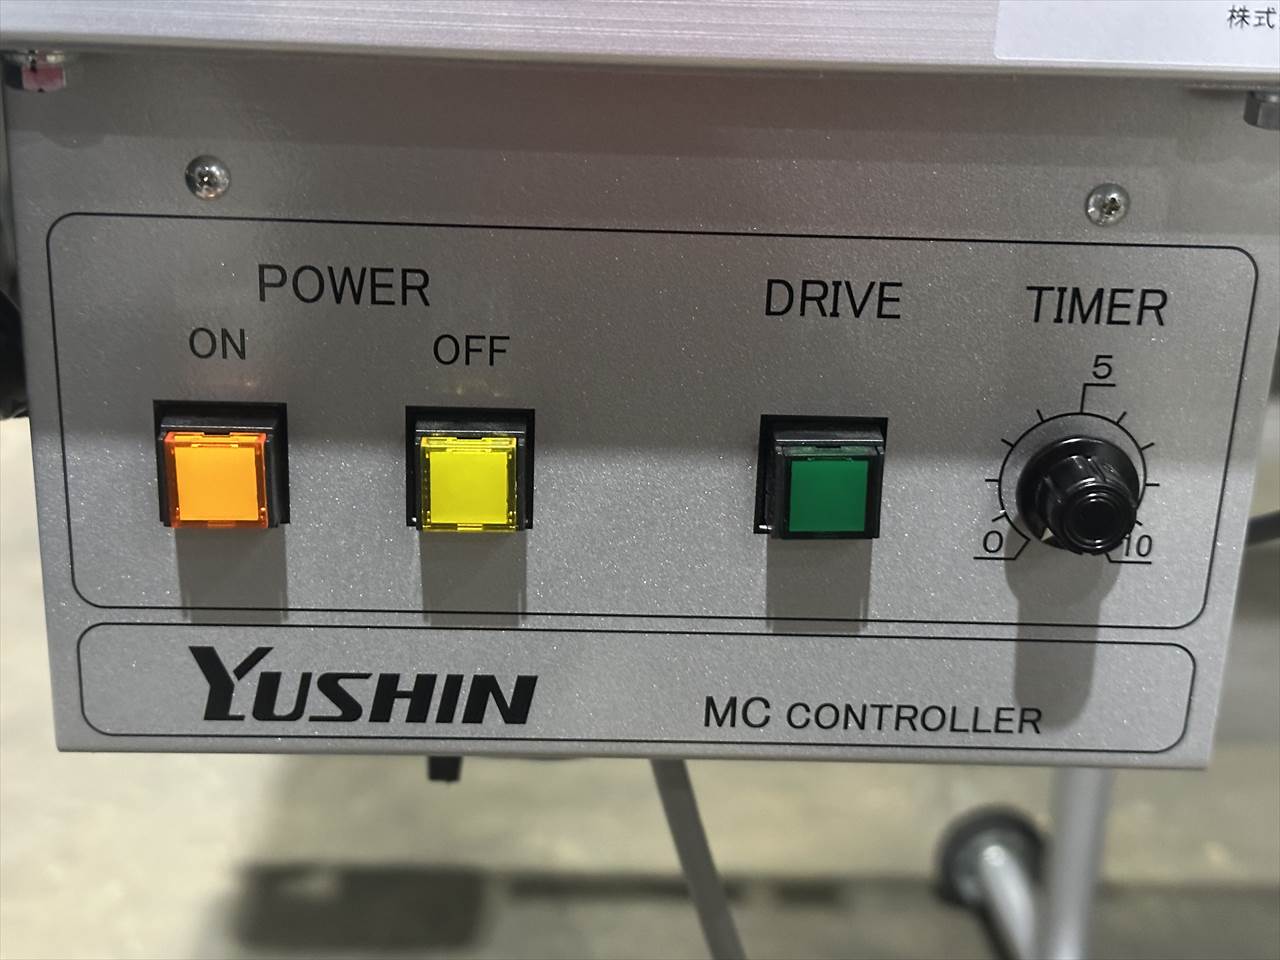 株式
POWER
ON
OFF
DRIVE
TIMER
5
0
10
YUSHIN
MC CONTROLLER